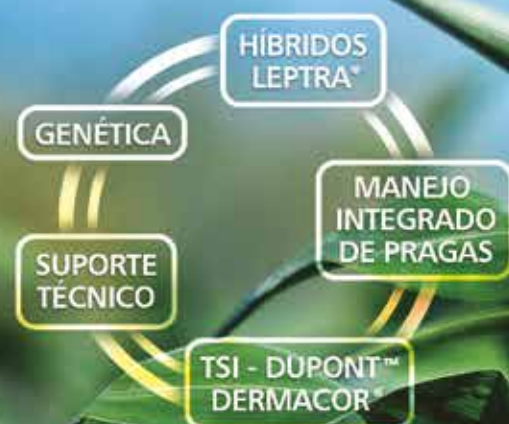 HÍBRIDOS
LEPTRA®
GENÉTICA
MANEJO
INTEGRADO
DE PRAGAS
SUPORTE
TÉCNICO
TSI - DUPONT™
DERMACOR®